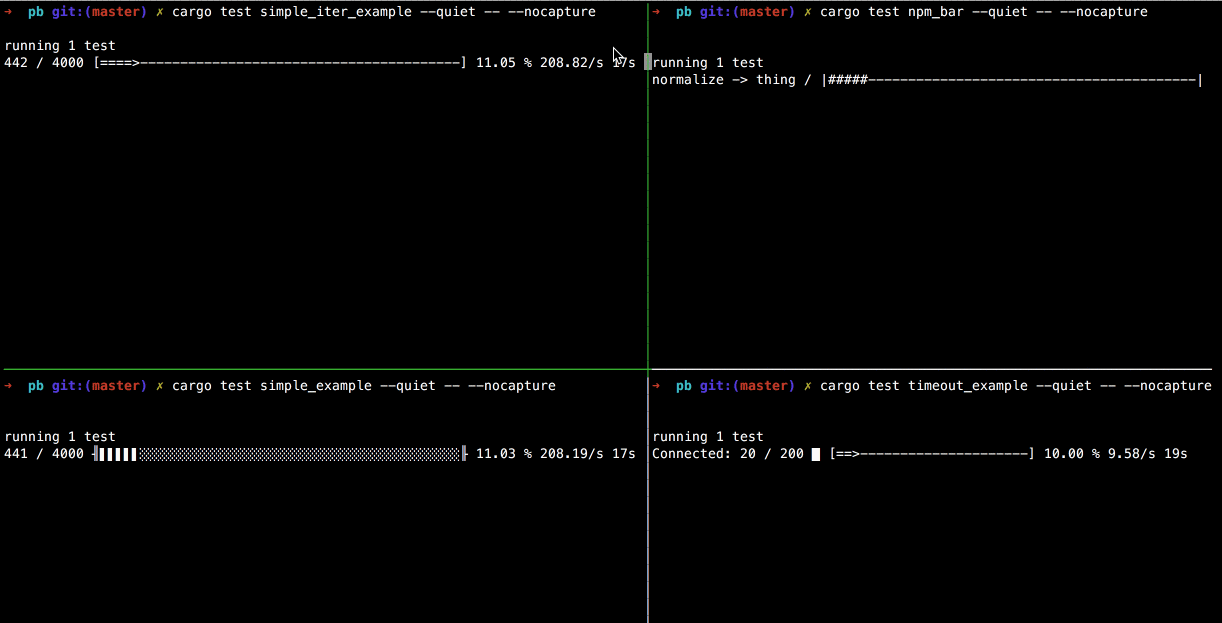 ➜ pb git:(master) ✗ cargo test simple_iter_example --quiet -- --nocapture
running 1 test
442 / 4000 [====>----------------------------------------] 11.05 % 208.82/s 17s
➜ pb git:(master) ✗ cargo test npm_bar --quiet -- --nocapture
running 1 test
normalize -> thing / |#####-----------------------------------------|
➜ pb git:(master) ✗ cargo test simple_example --quiet -- --nocapture
running 1 test
441 / 4000 ╢▌▌▌▌▌░░░░░░░░░░░░░░░░░░░░░░░░░░░░░░░░░░░░░░░░╟ 11.03 % 208.19/s 17s
➜ pb git:(master) ✗ cargo test timeout_example --quiet -- --nocapture
running 1 test
Connected: 20 / 200 █ [==>---------------------] 10.00 % 9.58/s 19s